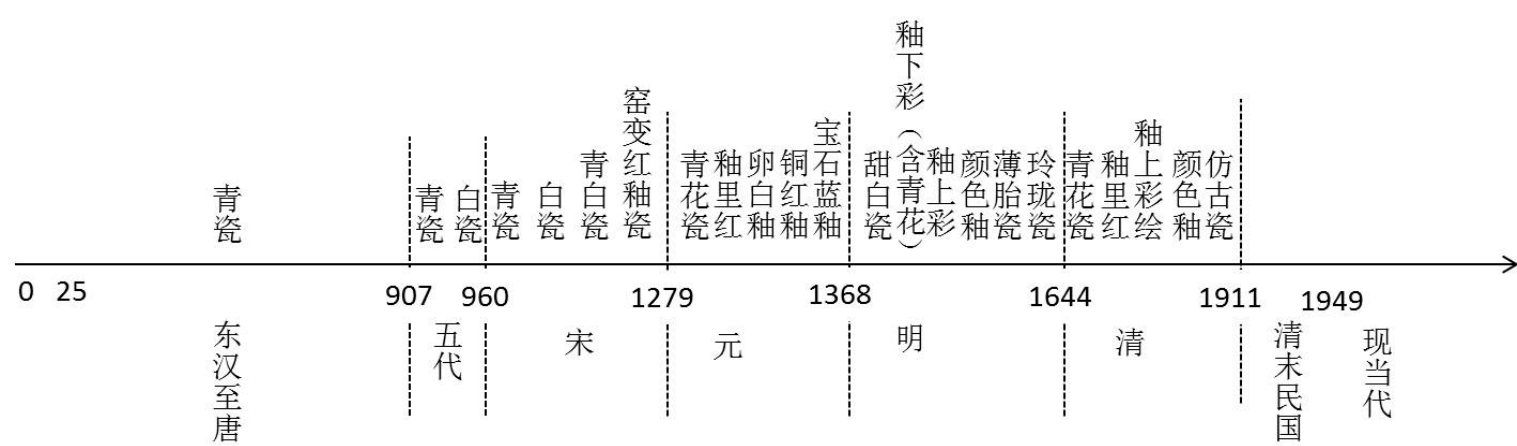 青瓷
青瓷
白瓷
青瓷
白瓷
青白瓷
窑变红釉瓷
青花瓷
釉里红
卵白釉
铜红釉
宝石蓝釉
甜白瓷
釉下彩（含青花）
釉上彩
颜色釉
薄胎瓷
玲珑瓷
青花瓷
釉里红
釉上彩绘
颜色釉
仿古瓷
0 25 907 960 1279 1368 1644 1911 1949
东汉至唐
五代
宋
元
明
清
清末民国
现当代